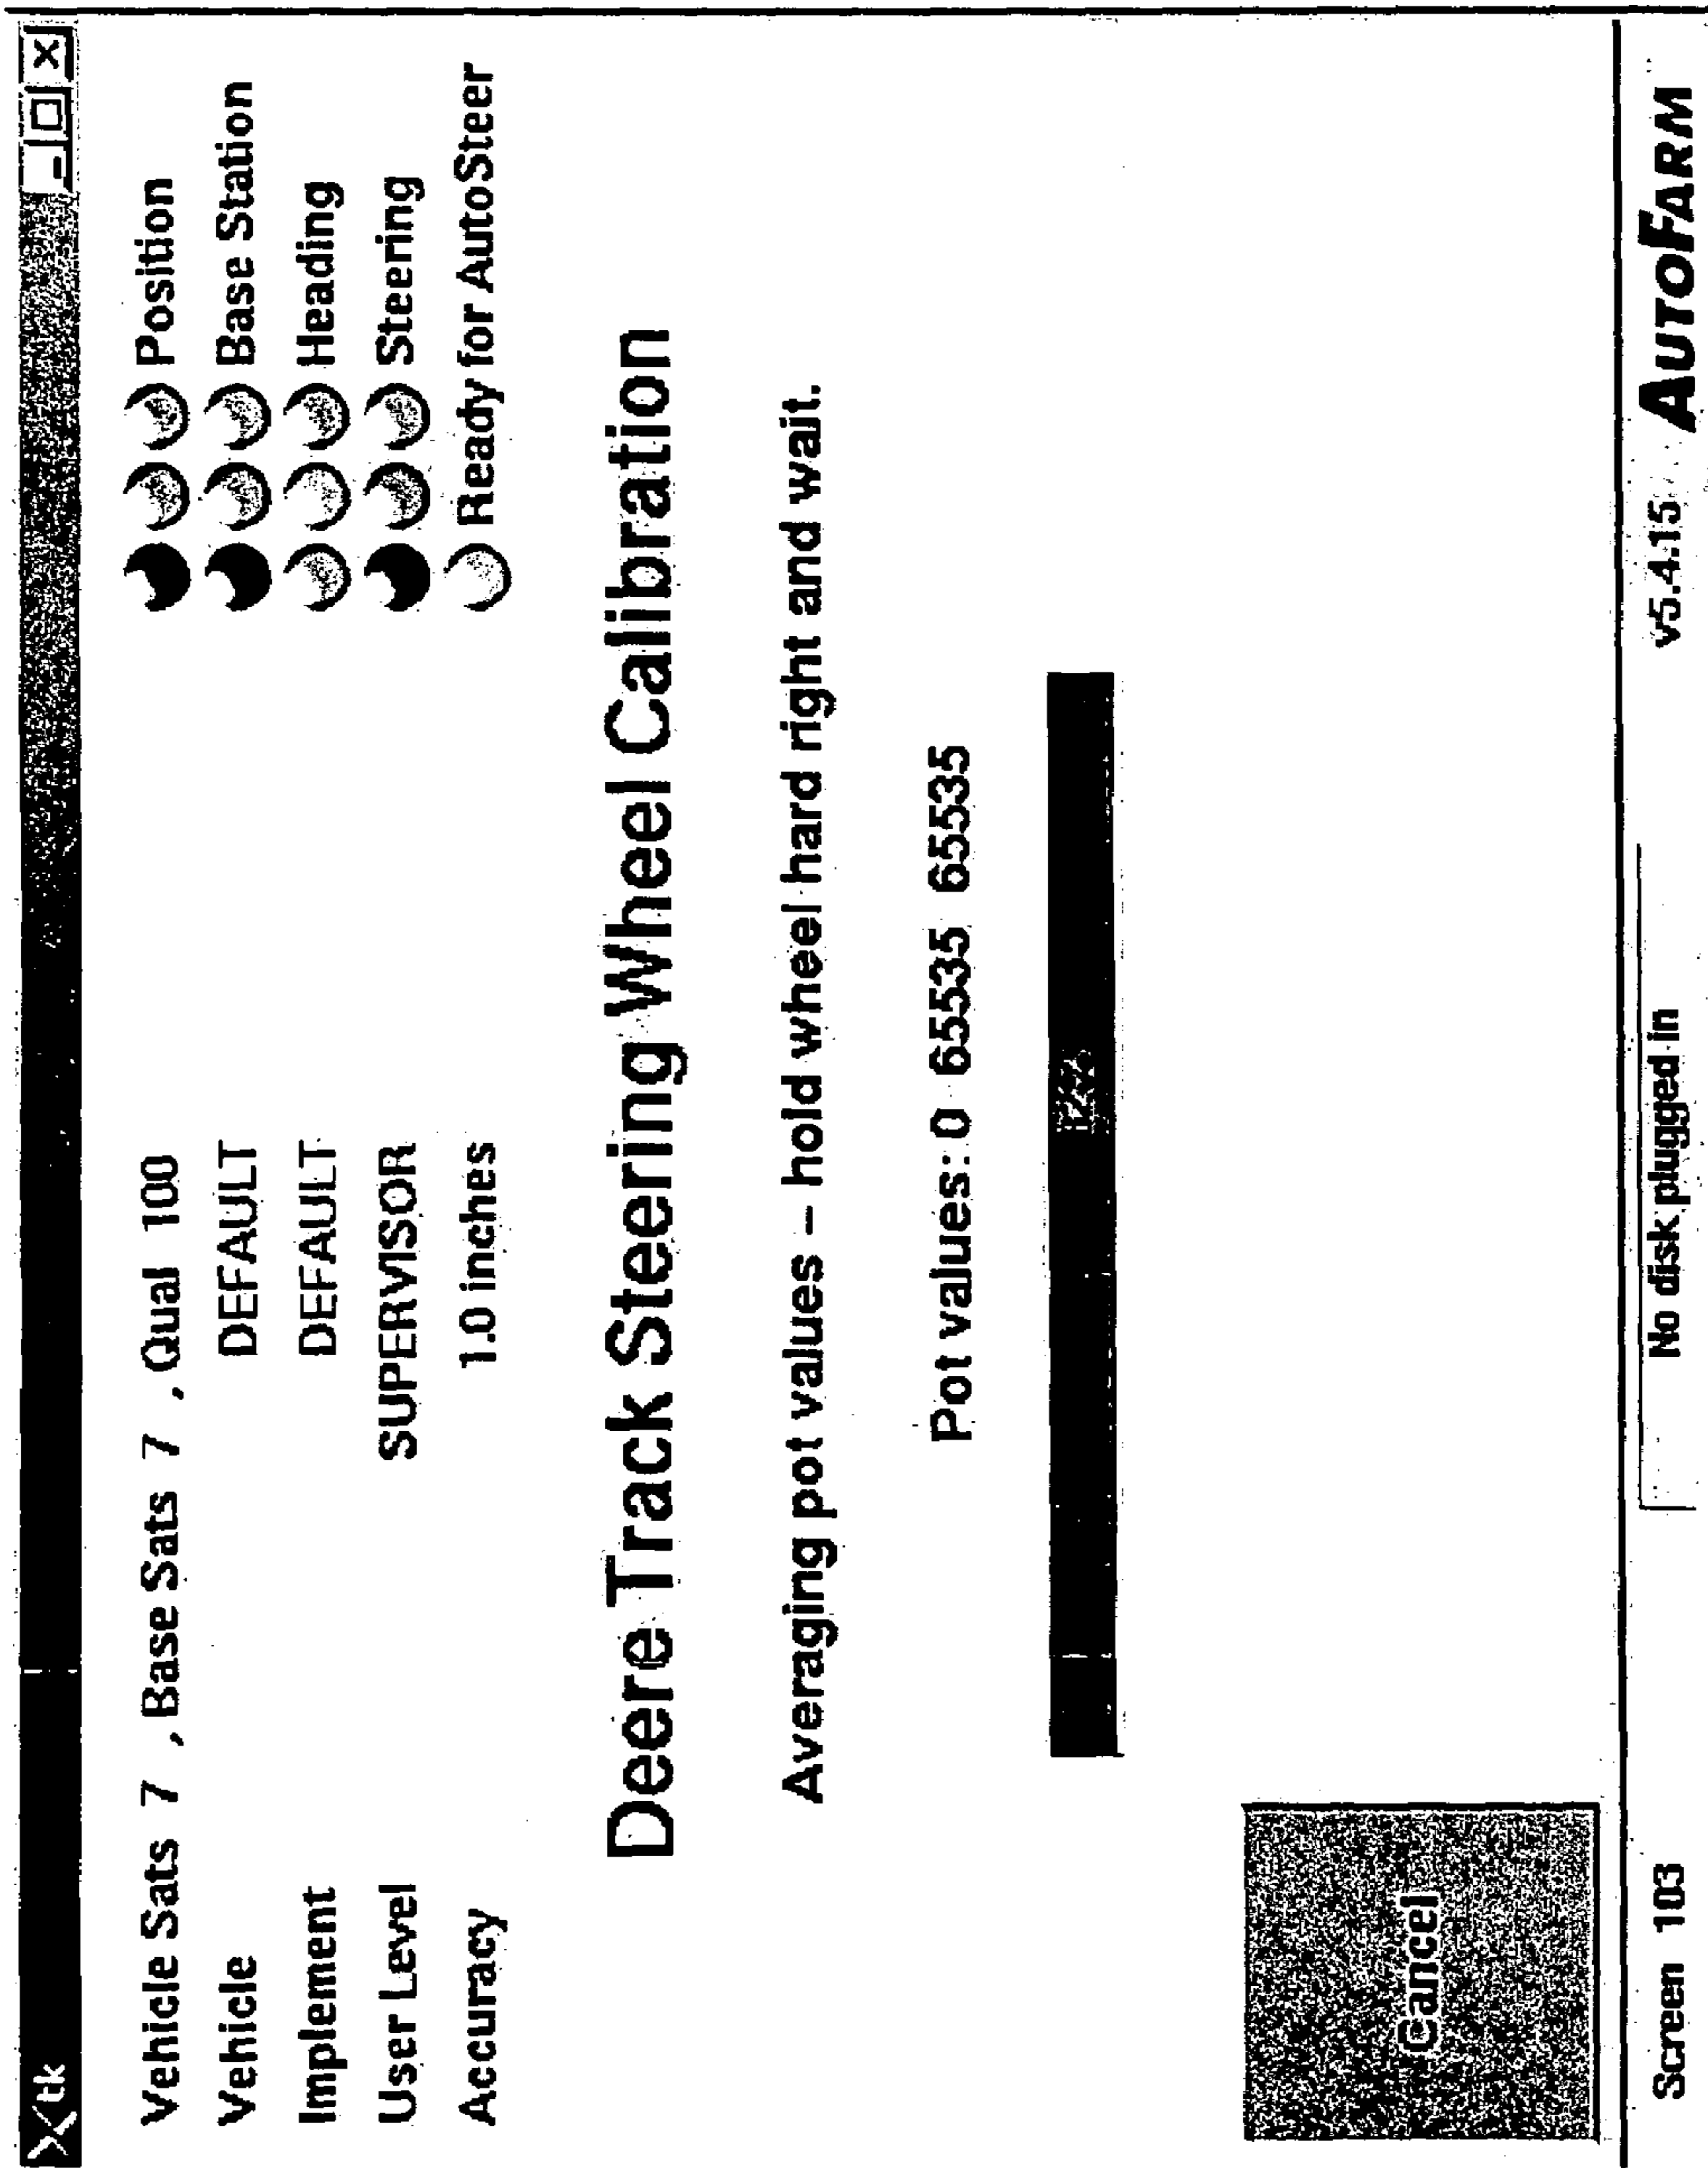 tk
Vehicle Sats 7 , Base Sats 7 , Qual 100
Position
Vehicle DEFAULT
Base Station
Implement DEFAULT
Heading
User Level SUPERVISOR
Steering
Accuracy 1.0 inches
Ready for AutoSteer
Deere Track Steering Wheel Calibration
Averaging pot values – hold wheel hard right and wait.
Pot values: 0 65535 65535
Cancel
Screen 103
No disk plugged in
v5.4.15
AUTOFARM